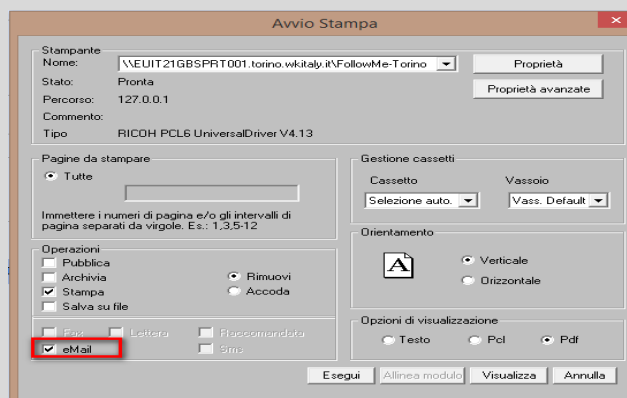 Avvio Stampa
Stampante
Nome: \\EUIT21GBSPRT001.torino.wkitaly.it\FollowMe-Torino Proprietà
Stato: Pronta Proprietà avanzate
Percorso: 127.0.0.1
Commento:
Tipo RICOH PCL6 UniversalDriver V4.13
Pagine da stampare
Tutte
Immettere i numeri di pagina e/o gli intervalli di
pagina separati da virgole. Es.: 1,3,5-12
Gestione cassetti
Cassetto Vassoio
Selezione auto. Vass. Default
Operazioni
Pubblica
Archivia Rimuovi
Stampa Accoda
Salva su file
Orientamento
A
Verticale
Orizzontale
Fax Lettera Raccomandata
eMail Sms
Opzioni di visualizzazione
Testo Pcl Pdf
Esegui Allinea modulo Visualizza Annulla